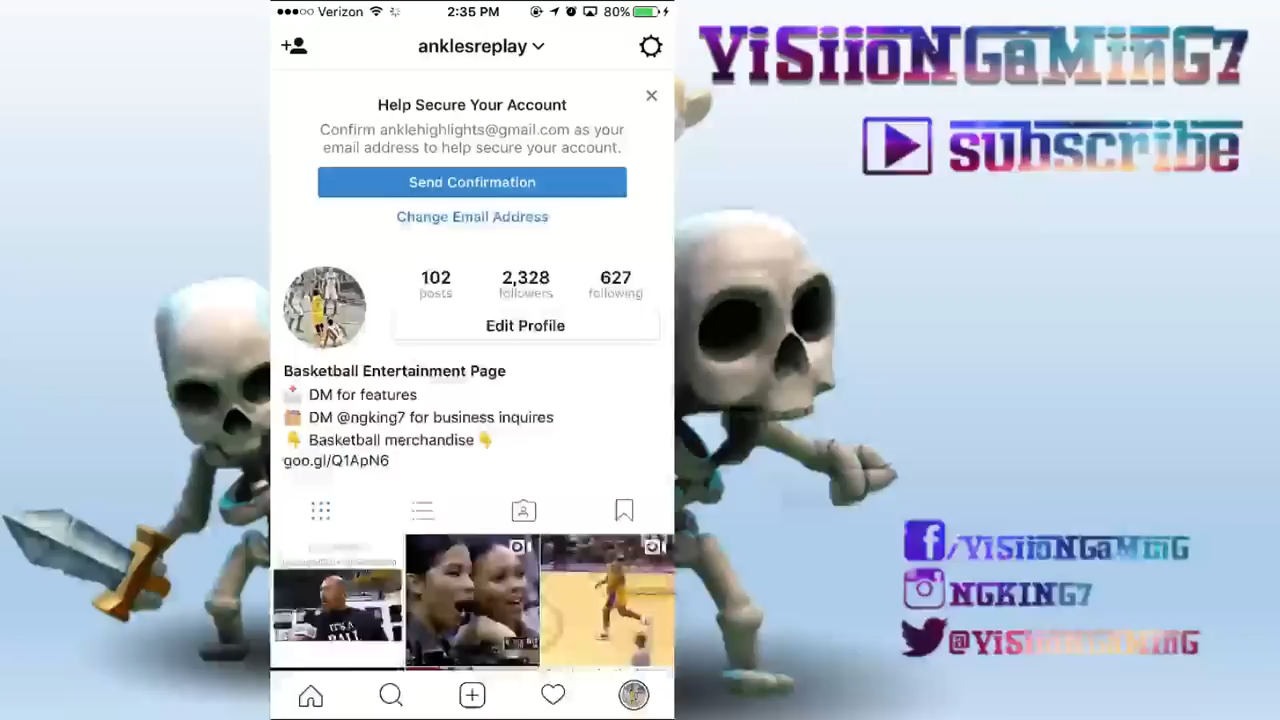 Verizon 2:35 PM 80%
anklesreplay
Help Secure Your Account
Confirm anklehighlights@gmail.com as your
email address to help secure your account.
Send Confirmation
Change Email Address
102 2,328 627
posts followers following
Edit Profile
Basketball Entertainment Page
DM for features
DM @ngking7 for business inquires
Basketball merchandise
goo.gl/Q1ApN6
IT'S A
BALL
YiSiioNGaMinG7
subscribe
/YiSiioNGaMinG
NGKING7
@YiSiioNGAMING